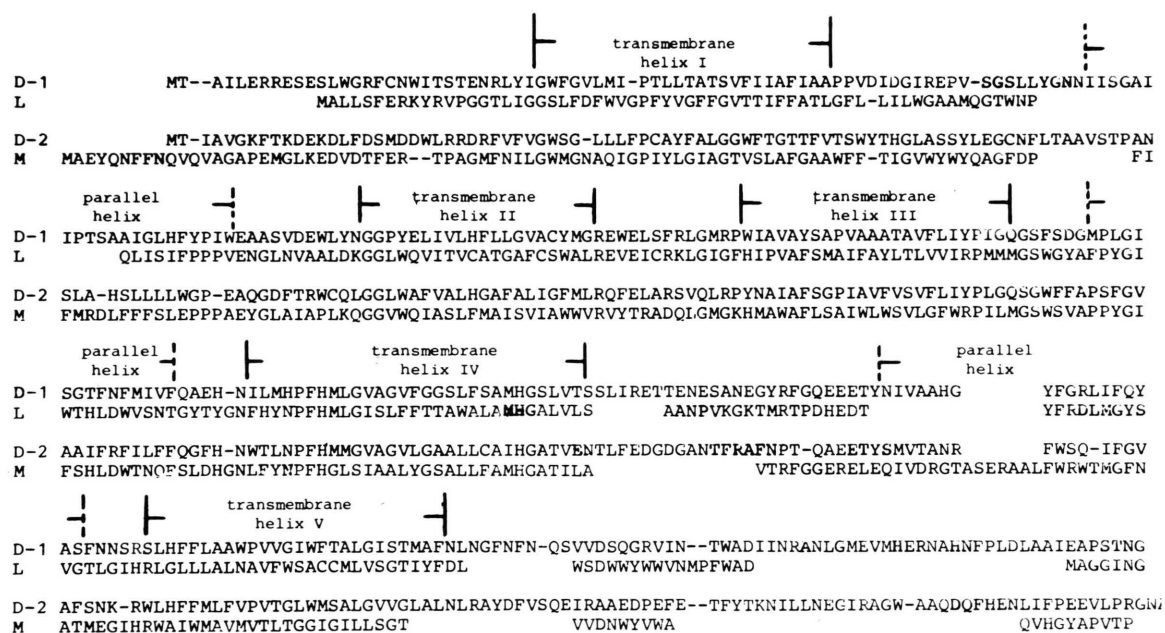 transmembrane
helix I
D-1 MT--AILERRESESLWGRFCNWITSTENRLYIGWFGVLMI-PTLLTATSVFIIAFIAAPPVDIDGIREPV-SGSLLYGNNIISGAI
L MALLSFERKYRVPGGTLIGGSLFDFWVGPFYVGFFGVTTIFFATLGFL-LILWGAAMQGTWNP
D-2 MT-IAVGKFTKDEKDLFDSMDDWLRRDRFVFVGWSG-LLLFPCAYFALGGWFTGTTFVTSWYTHGLASSYLEGCNFLTAAVSTPAN
M MAEYQNFFNQVQVAGAPEMGLKEDVDTFER--TPAGMFNILGWMGNAQIGPIYLGIAGTVSLAFGAAWFF-TIGVWYWYQAGFDP FI
parallel transmembrane transmembrane
helix helix II helix III
D-1 IPTSAAIGLHFYPIWEAASVDEWLYNGGPYELIVLHFLLGVACYMGREWELSFRLGMRPWIAVAYSAPVAAATAVFLIYPIGQGSFSDGMPLGI
L QLISIFPPPVENGLNVAALDKGGLWQVITVCATGAFCSWALREVEICRKLGIGFHIPVAFSMAIFAYLTLVVIRPMMMGSWGYAFPYGI
D-2 SLA-HSLLLLWGP-EAQGDFTRWCQLGGLWAFVALHGAFALIGFMLRQFELARSVQLRPYNAIAFSGPIAVFVSVFLIYPLGQSGWFFAPSFGV
M FMRDLFFFSLEPPPAEYGLAIAPLKQGGVWQIASLFMAISVIAWWVRVYTRADQLGMGKHMAWAFLSAIWLWSVLGFWRPILMGSWSVAPPYGI
parallel transmembrane parallel
helix helix IV helix
D-1 SGTFNFMIVFQAEH-NILMHPFHMLGVAGVFGGSLFSAMHGSLVTSSLIRETTENESANEGYRFGQEEETYNIVAAHG YFGRLIFQY
L WTHLDWVSNTGYTYGNFHYNPFHMLGISLFFTTAWALAMHGALVLS AANPVKGKTMRTPDHEDT YFRDLMGYS
D-2 AAIFRFILFFQGFH-NWTLNPFHMMGVAGVLGAALLCAIHGATVENTLFEDGDGANTFRAFNPT-QAEETYSMVTANR FWSQ-IFGV
M FSHLDWTNQFSLDHGNLFYNPFHGLSIAALYGSALLFAMHGATILA VTRFGGERELEQIVDRGTASERAALFWRWTMGFN
transmembrane
helix V
D-1 ASFNNSRSLHFFLAAWPVVGIWFTALGISTMAFNLNGFNFN-QSVVDSQGRVIN--TWADIINRANLGMEVMHERNAHNFPLDLAAIEAPSTNG
L VGTLGIHRLGLLLALNAVFWSACCMLVSGTIYFDL WSDWWYWWVNMPFWAD MAGGING
D-2 AFSNK-RWLHFFMLFVPVTGLWMSALGVVGLALNLRAYDFVSQEIRAAEDPEFE--TFYTKNILLNEGIRAGW-AAQDQFHENLIFPEEVLPRGN
M ATMEGIHRWAIWMAVMVTLTGGIGILLSGT VVDNWYVWA QVHGYAPVTP